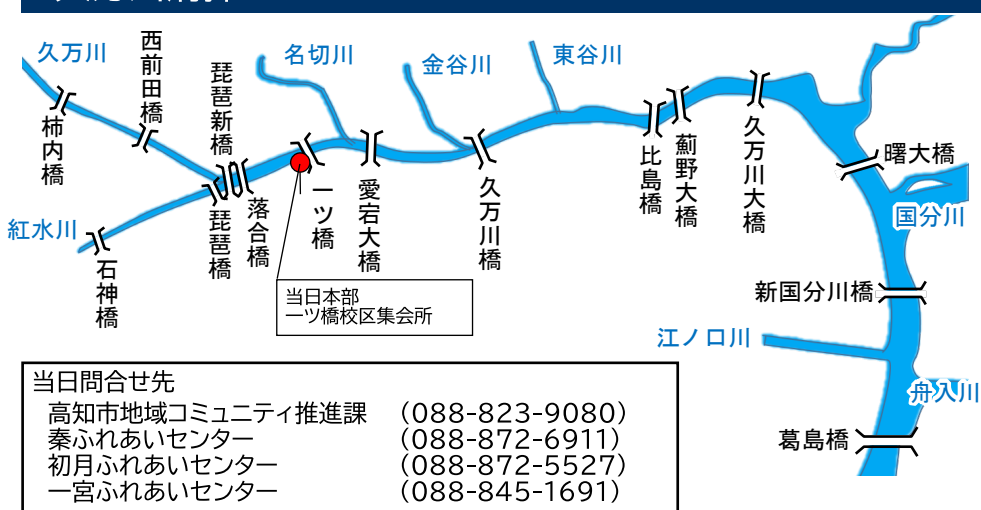 久万川
西前田橋
琵琶新橋
名切川
金谷川
東谷川
柿内橋
紅水川
石神橋
琵琶橋
落合橋
一ツ橋
愛宕大橋
久万川橋
比島橋
薊野大橋
久万川大橋
曙大橋
国分川
新国分川橋
江ノ口川
舟入川
葛島橋
当日本部
一ツ橋校区集会所
当日問合せ先
高知市地域コミュニティ推進課 (088-823-9080)
秦ふれあいセンター (088-872-6911)
初月ふれあいセンター (088-872-5527)
一宮ふれあいセンター (088-845-1691)